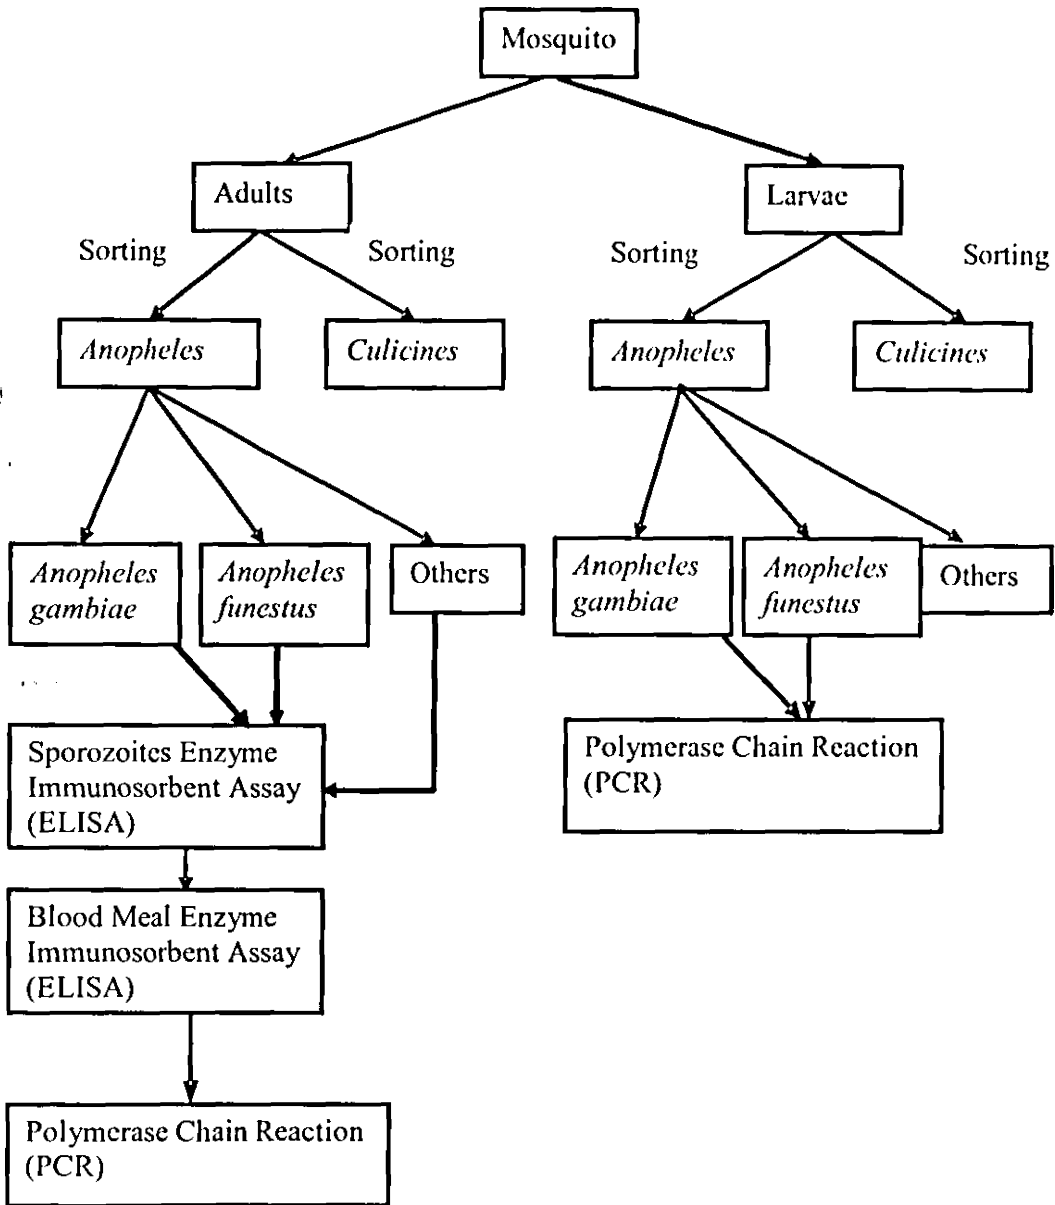 Mosquito
Adults
Larvae
Sorting
Sorting
Sorting
Sorting
Anopheles
Culicines
Anopheles
Culicines
Anopheles
gambiae
Anopheles
funestus
Others
Anopheles
gambiae
Anopheles
funestus
Others
Sporozoites Enzyme
Immunosorbent Assay
(ELISA)
Polymerase Chain Reaction
(PCR)
Blood Meal Enzyme
Immunosorbent Assay
(ELISA)
Polymerase Chain Reaction
(PCR)